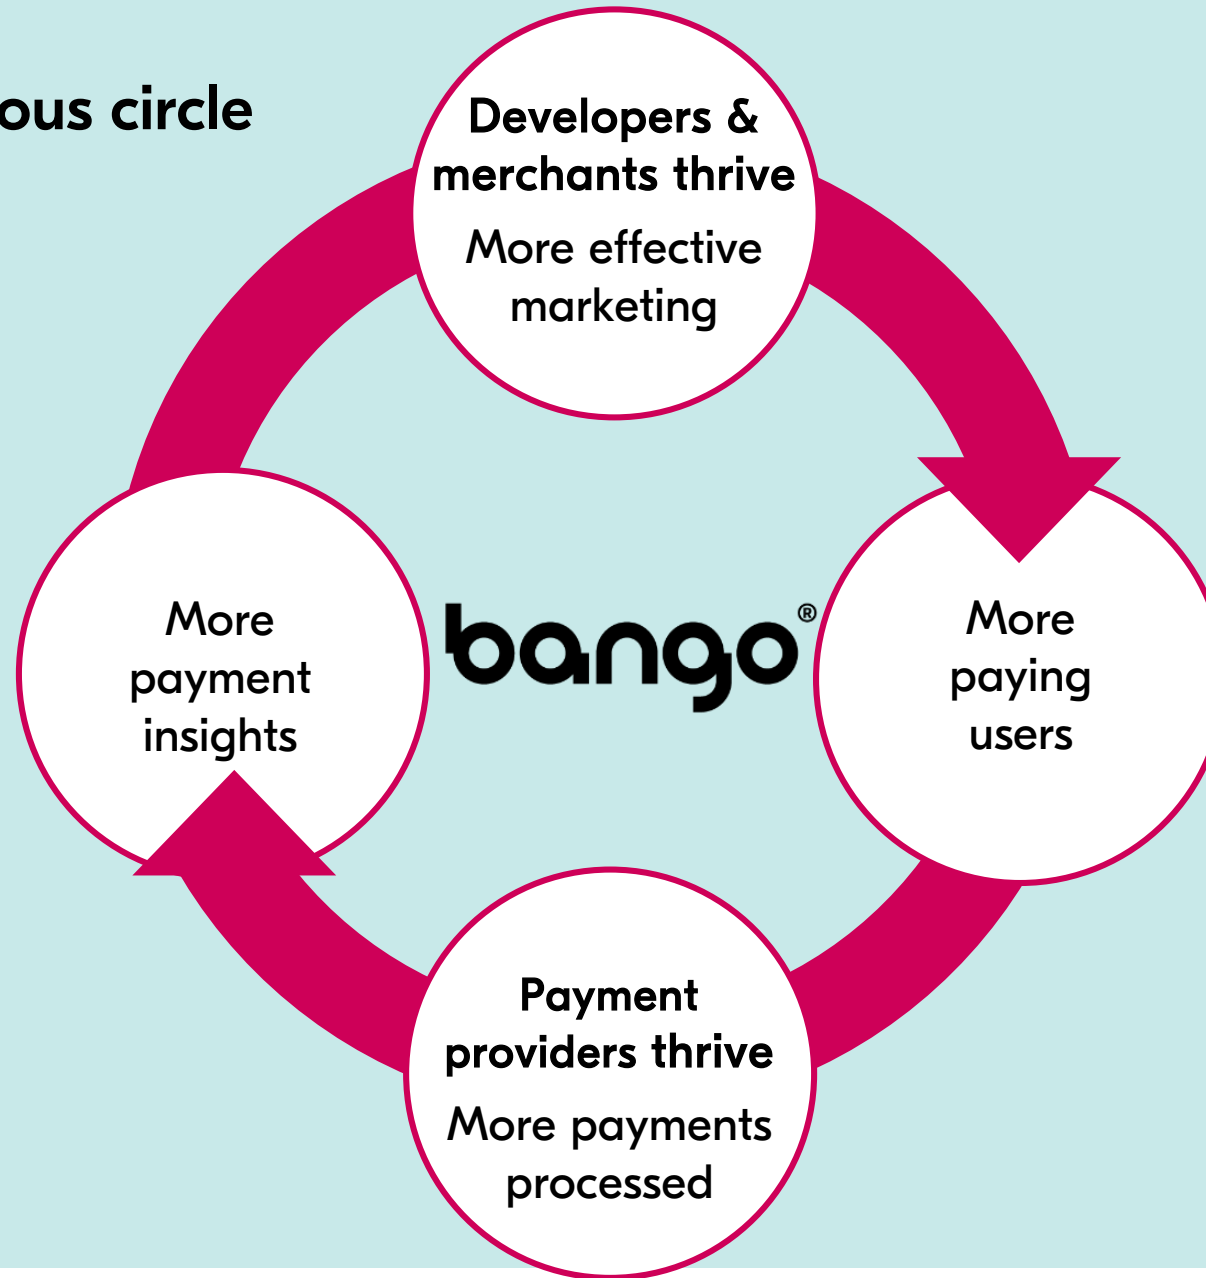 ous circle
Developers &
merchants thrive
More effective
marketing
More
payment
insights
bango®
More
paying
users
Payment
providers thrive
More payments
processed